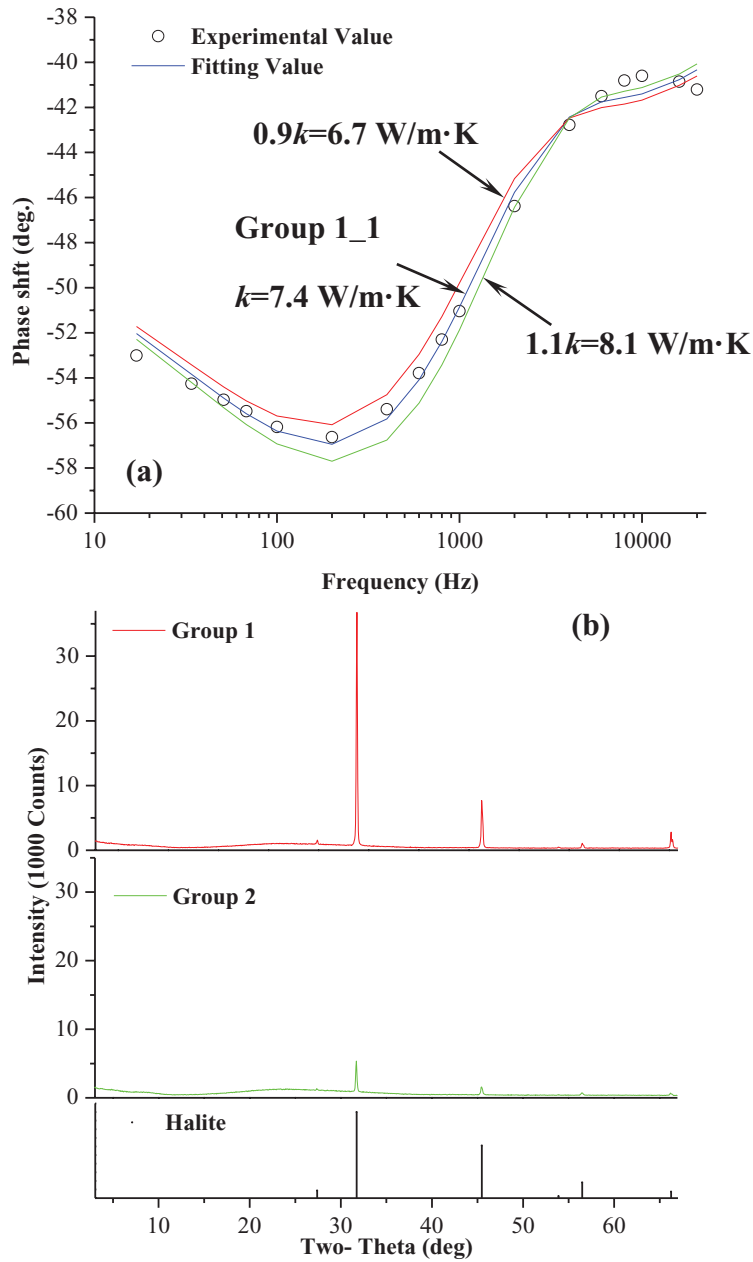 -38
-40
-42
-44
-46
-48
-50
-52
-54
-56
-58
-60
Phase shft (deg.)
Experimental Value
Fitting Value
0.9k=6.7 W/m·K
Group 1_1
k=7.4 W/m·K
1.1k=8.1 W/m·K
(a)
10 100 1000 10000
Frequency (Hz)
Group 1
(b)
30
20
10
0
Intensity (1000 Counts)
Group 2
30
20
10
0
Halite
10 20 30 40 50 60
Two- Theta (deg)